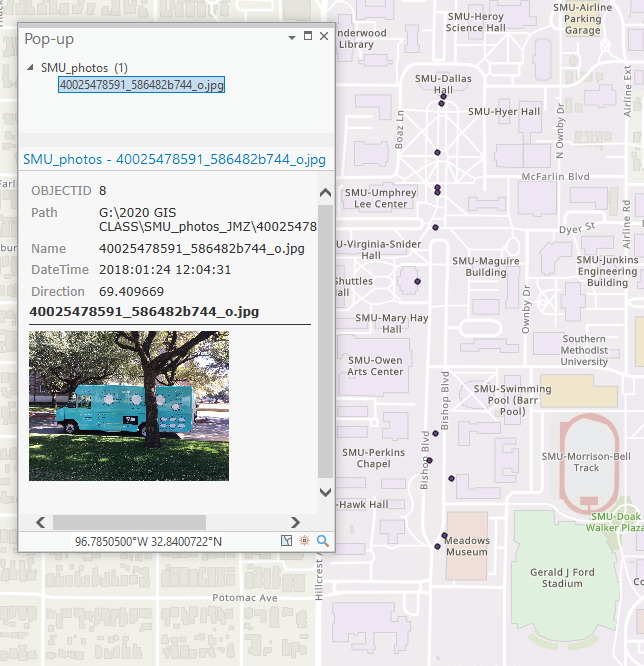 Pop-up
SMU_photos (1)
40025478591_586482b744_o.jpg
SMU_photos - 40025478591_586482b744_o.jpg
OBJECTID 8
Path G:\2020 GIS
CLASS\SMU_photos_JMZ\40025478
Name 40025478591_586482b744_o.jpg
DateTime 2018:01:24 12:04:31
Direction 69.409669
40025478591_586482b744_o.jpg
96.7850500°W 32.8400722°N
nderwood
Library
SMU-Heroy
Science Hall
SMU-Airline
Parking
Garage
SMU-Dallas
Hall
Airline Ext
Boaz Ln
SMU-Hyer Hall
N Ownby Dr
McFarlin Blvd
SMU-Umphrey
Lee Center
Airline Rd
Dyer St
MU-Virginia-Snider
Hall
SMU-Maguire
Building
SMU-Junkins
Engineering
Building
Shuttles
Hall
Ownby Dr
SMU-Mary Hay
Hall
Southern
Methodist
University
SMU-Owen
Arts Center
Bishop Blvd
SMU-Swimming
Pool (Barr
Pool)
Bishop Blvd
SMU-Perkins
Chapel
SMU-Morrison-Bell
Track
-Hawk Hall
SMU-Doak
Walker Plaza
Meadows
Museum
Gerald J Ford
Stadium
Hillcrest A
Potomac Ave